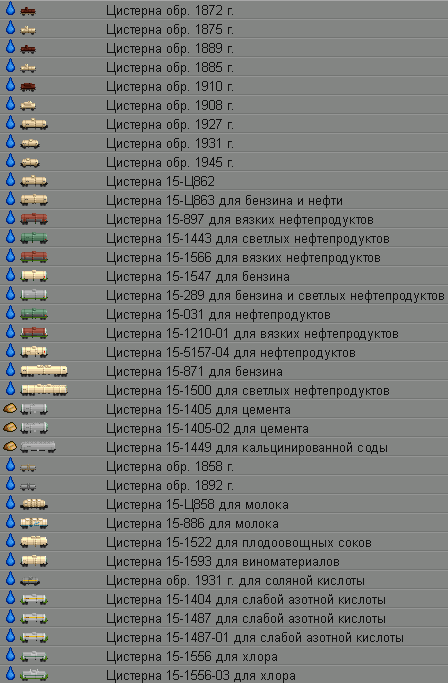 Цистерна обр. 1872 г.
Цистерна обр. 1875 г.
Цистерна обр. 1889 г.
Цистерна обр. 1885 г.
Цистерна обр. 1910 г.
Цистерна обр. 1908 г.
Цистерна обр. 1927 г.
Цистерна обр. 1931 г.
Цистерна обр. 1945 г.
Цистерна 15-Ц862
Цистерна 15-Ц863 для бензина и нефти
Цистерна 15-897 для вязких нефтепродуктов
Цистерна 15-1443 для светлых нефтепродуктов
Цистерна 15-1566 для вязких нефтепродуктов
Цистерна 15-1547 для бензина
Цистерна 15-289 для бензина и светлых нефтепродуктов
Цистерна 15-031 для нефтепродуктов
Цистерна 15-1210-01 для вязких нефтепродуктов
Цистерна 15-5157-04 для нефтепродуктов
Цистерна 15-871 для бензина
Цистерна 15-1500 для светлых нефтепродуктов
Цистерна 15-1405 для цемента
Цистерна 15-1405-02 для цемента
Цистерна 15-1449 для кальцинированной соды
Цистерна обр. 1858 г.
Цистерна обр. 1892 г.
Цистерна 15-Ц858 для молока
Цистерна 15-886 для молока
Цистерна 15-1522 для плодоовощных соков
Цистерна 15-1593 для виноматериалов
Цистерна обр. 1931 г. для соляной кислоты
Цистерна 15-1404 для слабой азотной кислоты
Цистерна 15-1487 для слабой азотной кислоты
Цистерна 15-1487-01 для слабой азотной кислоты
Цистерна 15-1556 для хлора
Цистерна 15-1556-03 для хлора